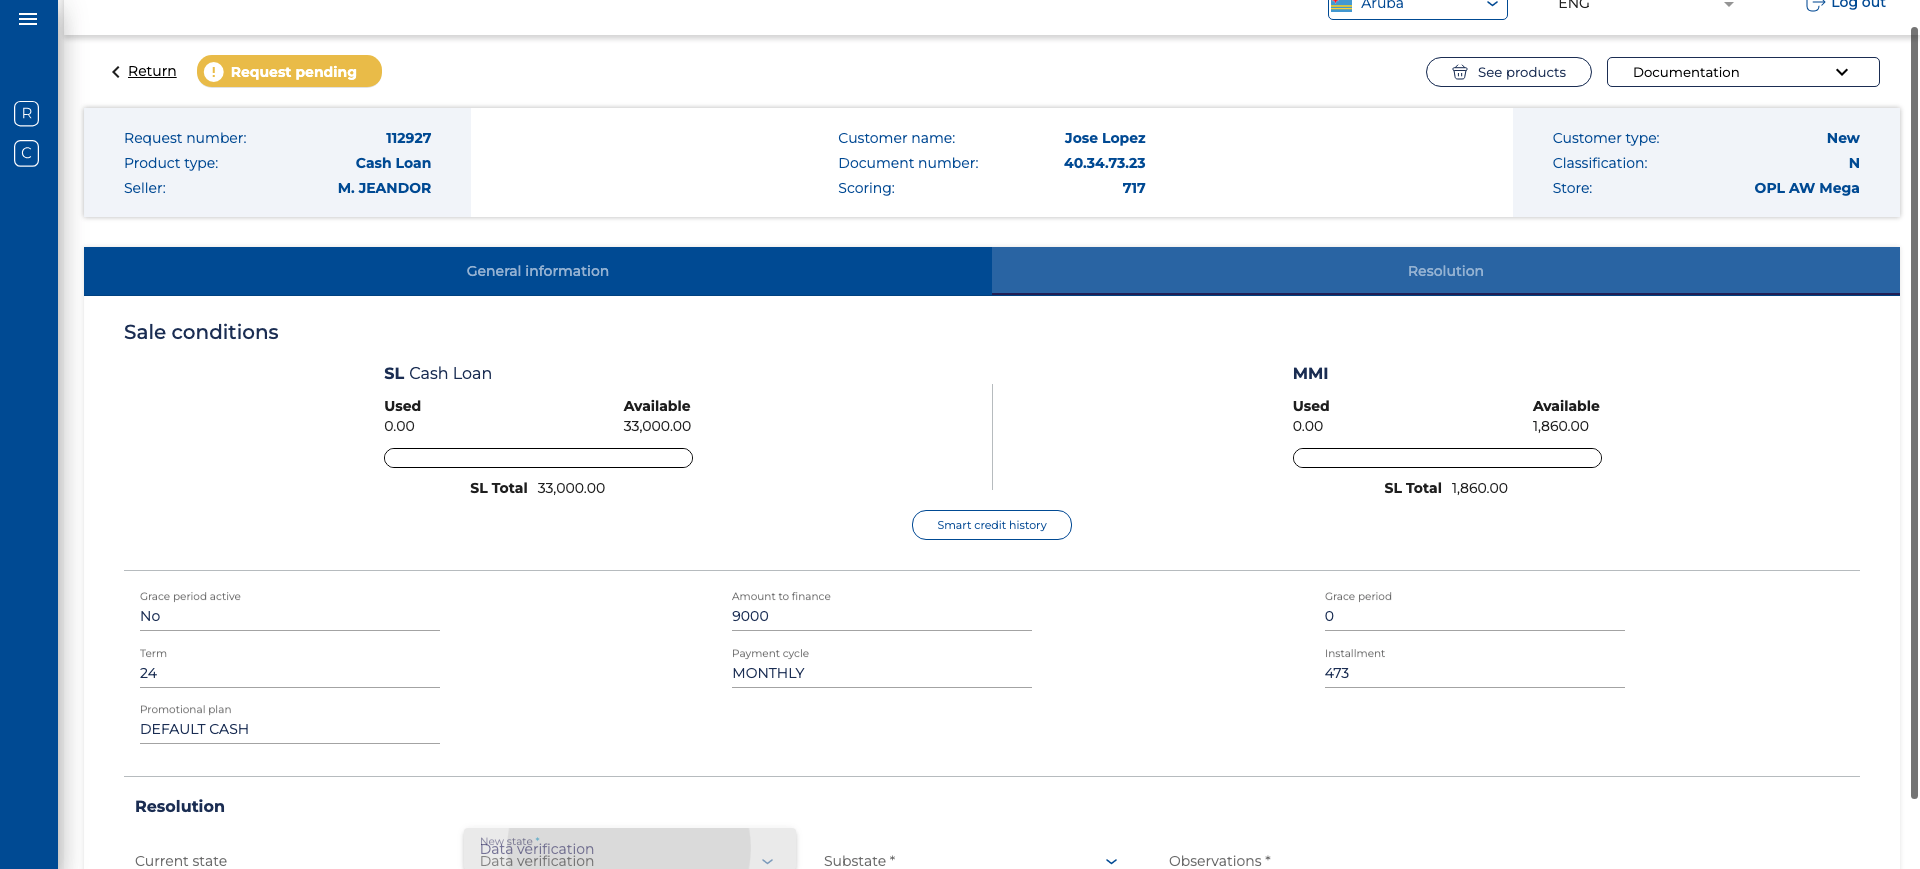 Aruba
ENG
Log out
R
C
Return
Request pending
See products
Documentation
Request number: 112927
Product type: Cash Loan
Seller: M. JEANDOR
Customer name: Jose Lopez
Document number: 40.34.73.23
Scoring: 717
Customer type: New
Classification: N
Store: OPL AW Mega
General information
Resolution
Sale conditions
SL Cash Loan
Used Available
0.00 33,000.00
SL Total 33,000.00
MMI
Used Available
0.00 1,860.00
SL Total 1,860.00
Smart credit history
Grace period active
No
Amount to finance
9000
Grace period
0
Term
24
Payment cycle
MONTHLY
Installment
473
Promotional plan
DEFAULT CASH
Resolution
Current state
New state *
Data verification
Data verification
Substate *
Observations *